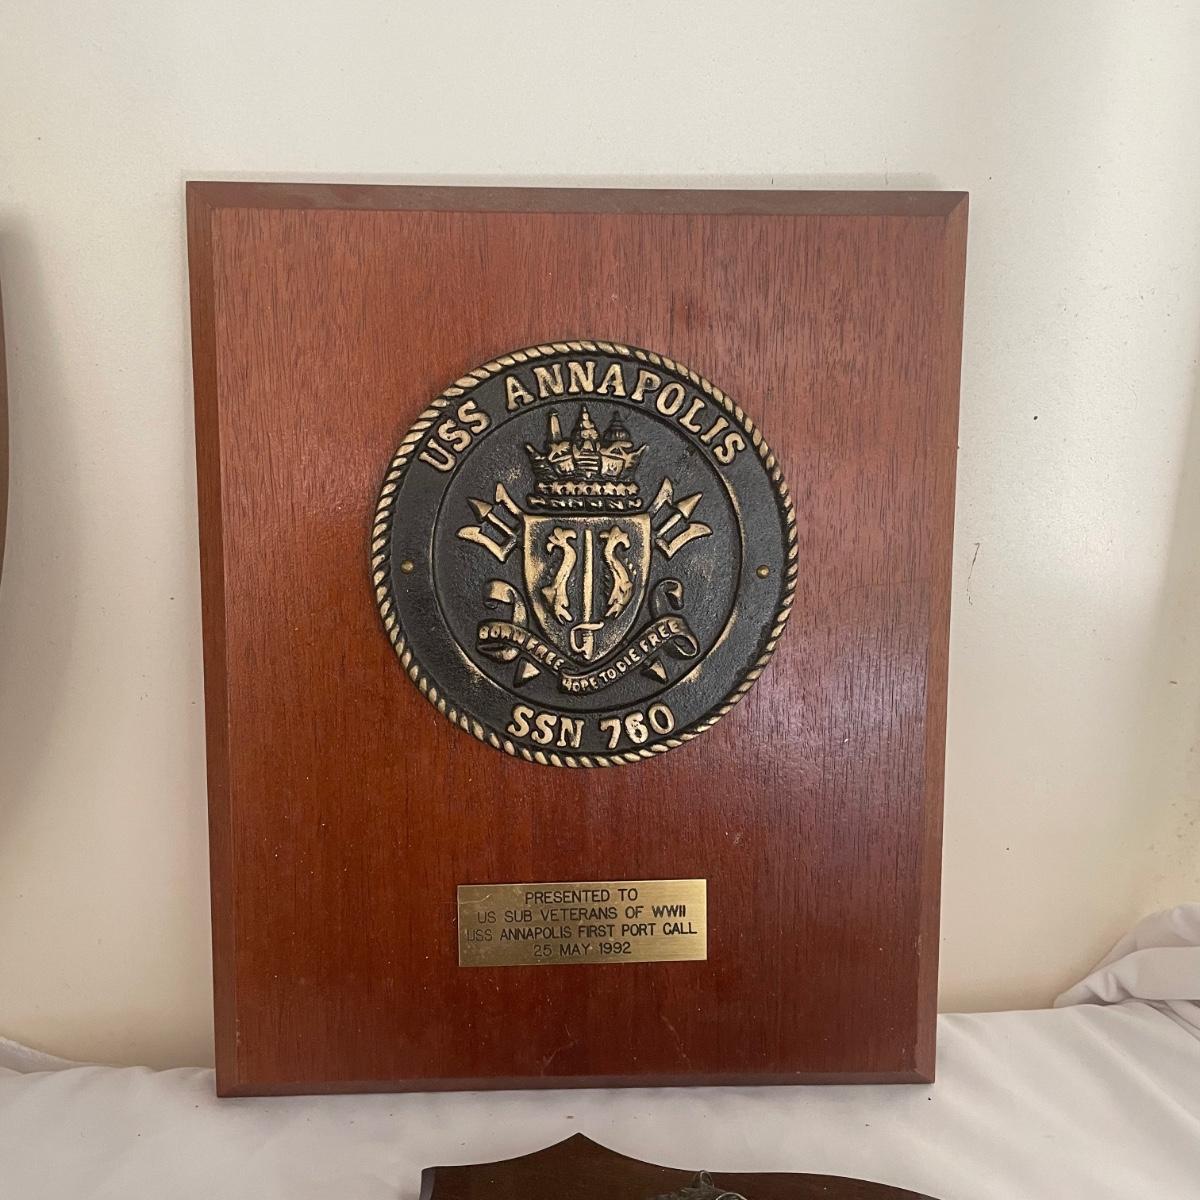 USS ANNAPOLIS
BORN FREE
HOPE TO DIE FREE
SSN 760
PRESENTED TO
US SUB VETERANS OF WWII
USS ANNAPOLIS FIRST PORT CALL
25 MAY 1992